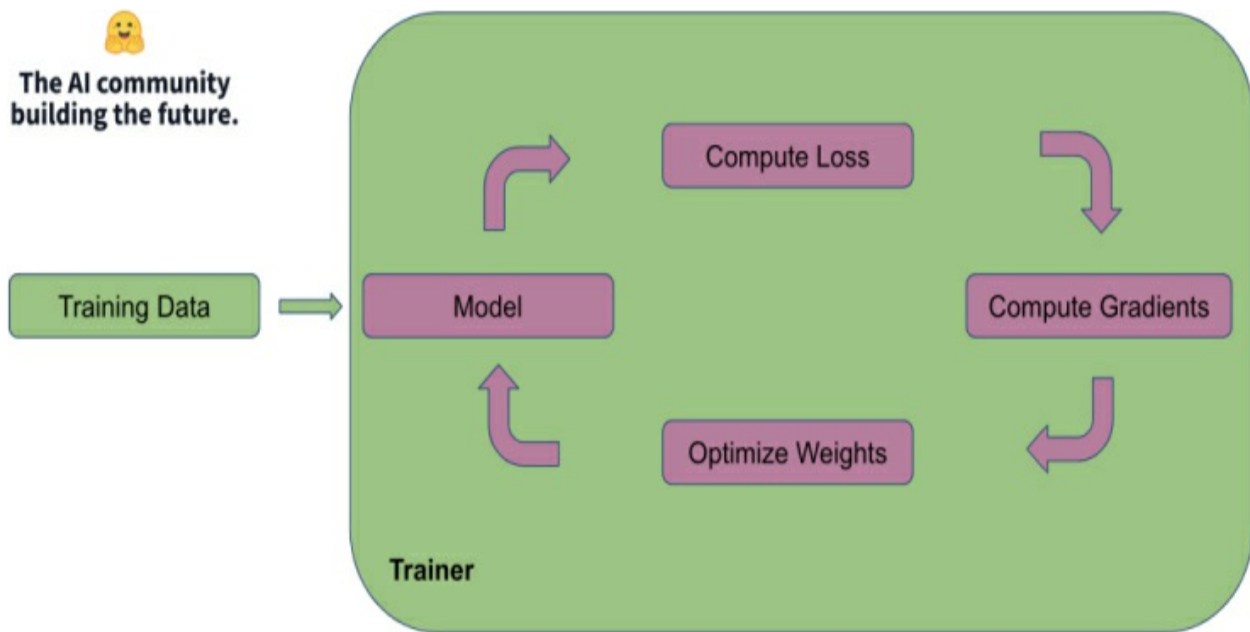 The AI community
building the future.
Compute Loss
Training Data
Model
Compute Gradients
Optimize Weights
Trainer